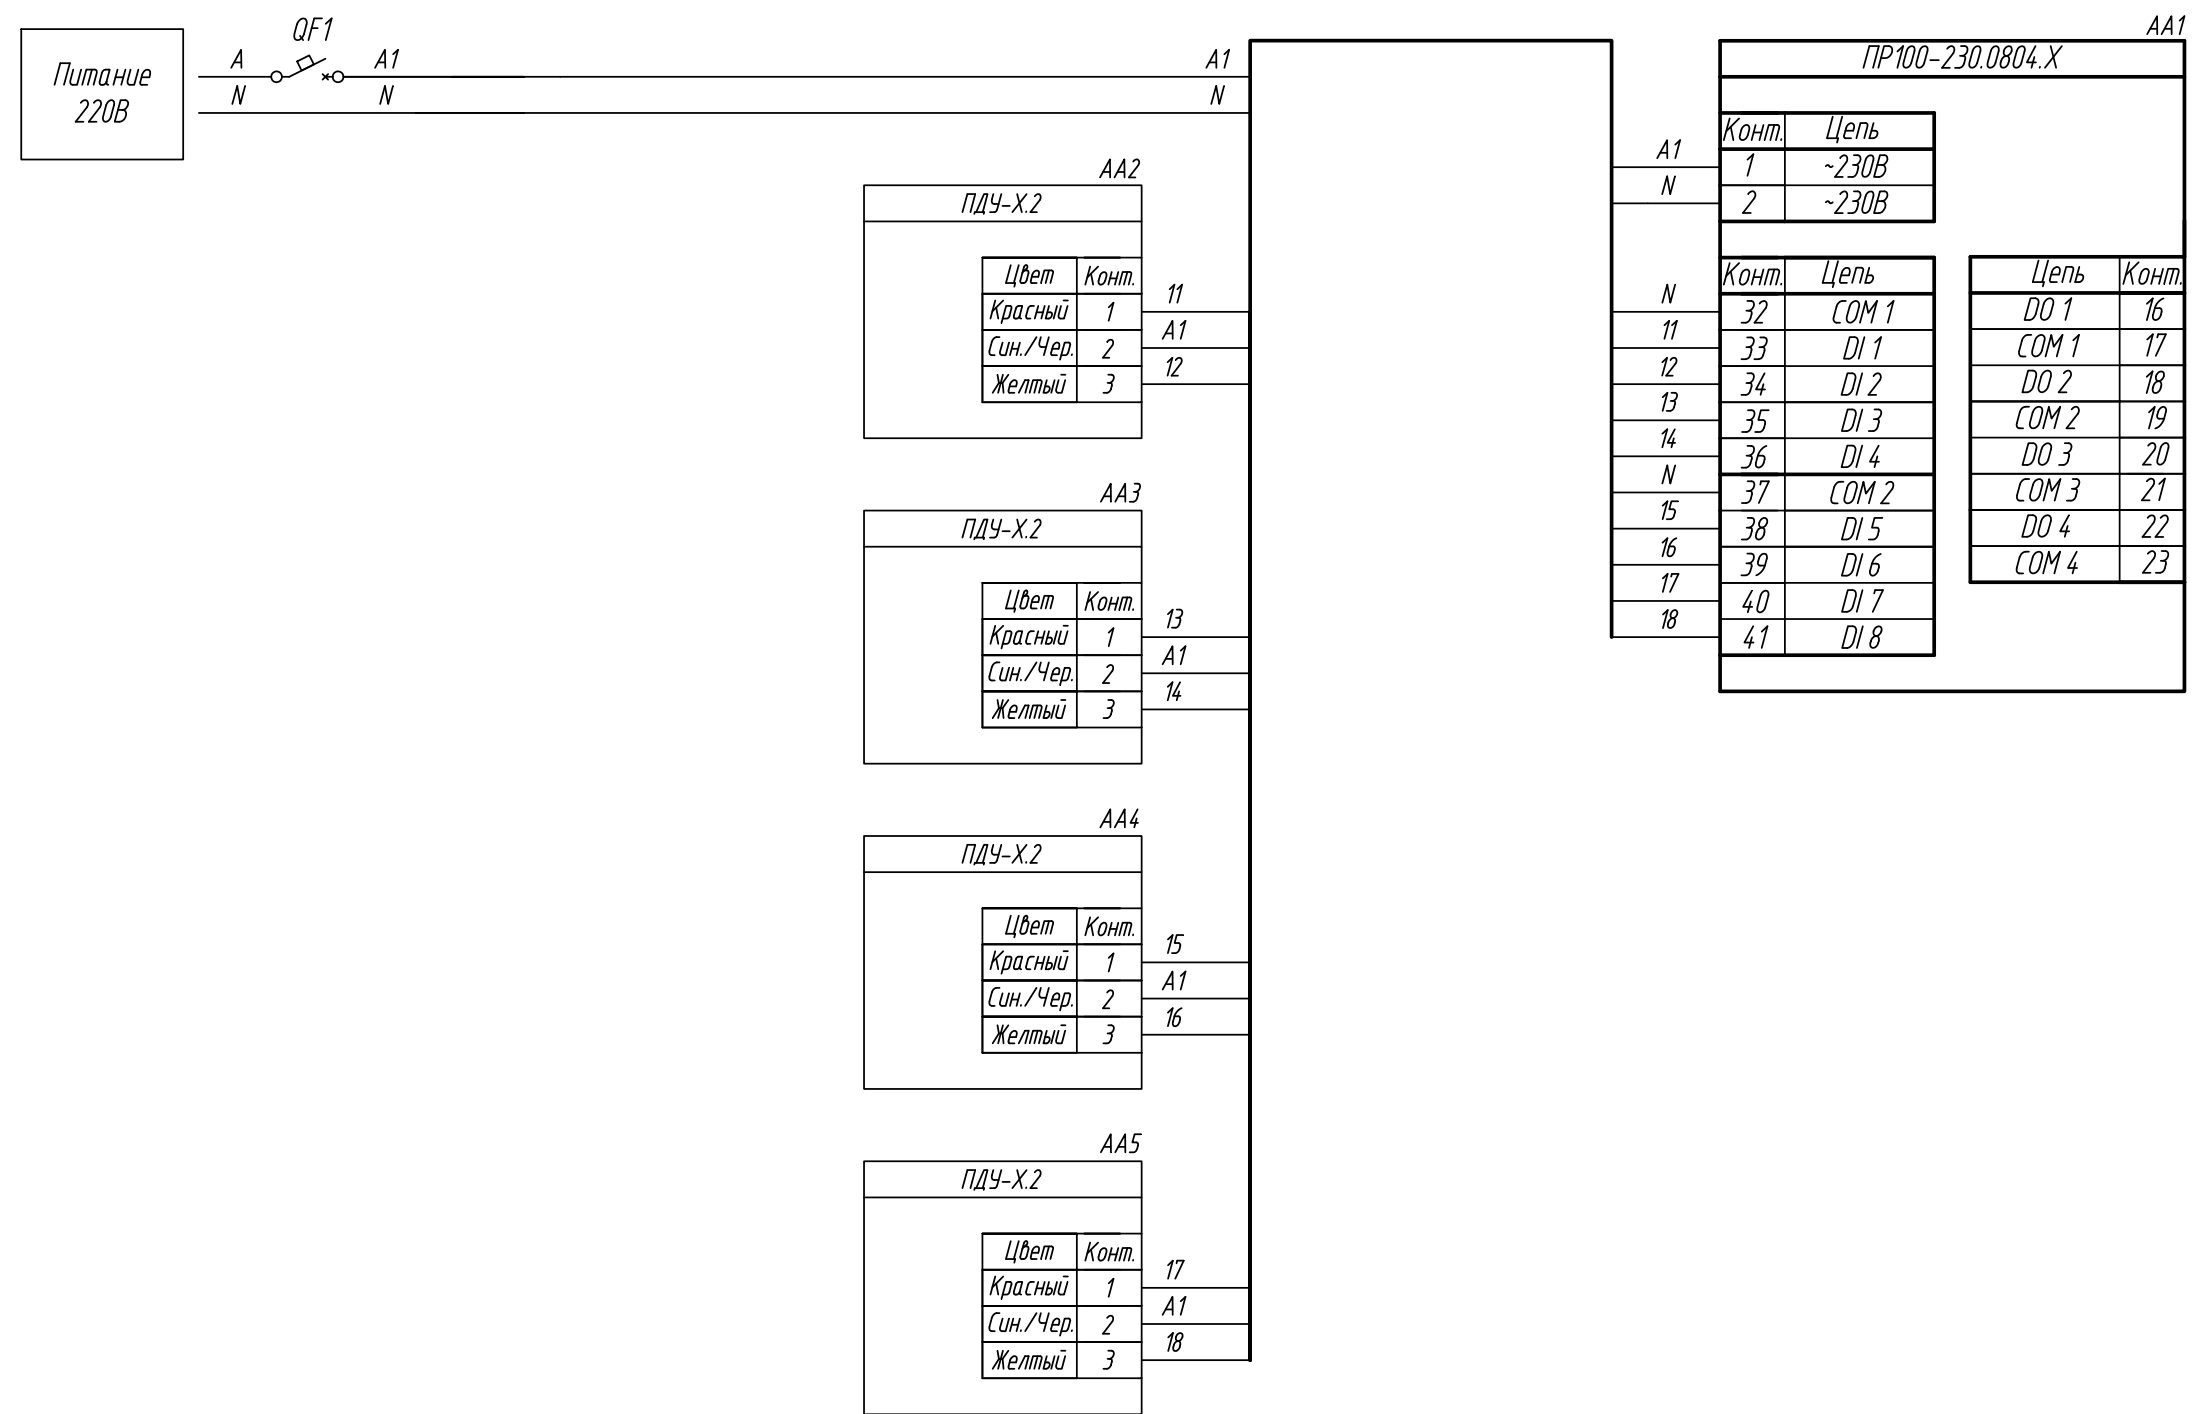 QF1
Питание
220В
A
A1
A1
N
N
N
AA2
ПДУ-X.2
Цвет Конт.
Красный 1 11
Син./Чер. 2 A1
Желтый 3 12
AA3
ПДУ-X.2
Цвет Конт.
Красный 1 13
Син./Чер. 2 A1
Желтый 3 14
AA4
ПДУ-X.2
Цвет Конт.
Красный 1 15
Син./Чер. 2 A1
Желтый 3 16
AA5
ПДУ-X.2
Цвет Конт.
Красный 1 17
Син./Чер. 2 A1
Желтый 3 18
AA1
ПР100-230.0804.X
Конт. Цепь
A1 1 ~230В
N 2 ~230В
Конт. Цепь
N 32 COM 1
11 33 DI 1
12 34 DI 2
13 35 DI 3
14 36 DI 4
N 37 COM 2
15 38 DI 5
16 39 DI 6
17 40 DI 7
18 41 DI 8
Цепь Конт.
DO 1 16
COM 1 17
DO 2 18
COM 2 19
DO 3 20
COM 3 21
DO 4 22
COM 4 23